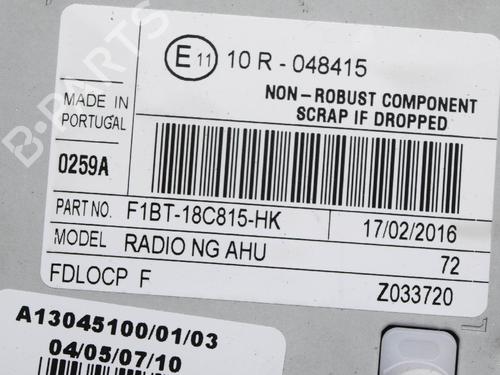 E 11 10 R - 048415
NON - ROBUST COMPONENT
SCRAP IF DROPPED
MADE IN
PORTUGAL
0259A
PART NO. F1BT-18C815-HK 17/02/2016
MODEL RADIO NG AHU 72
FDLOCP F Z033720
A13045100/01/03
04/05/07/10
B-PARTS